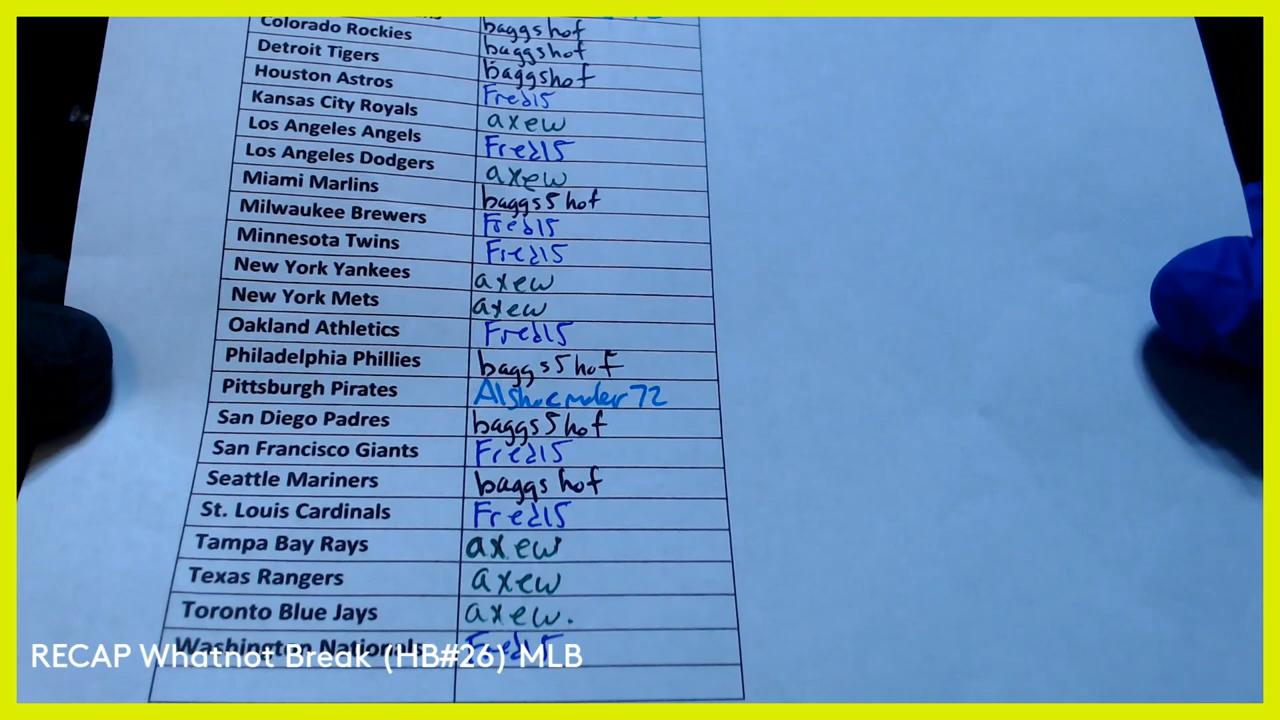 Colorado Rockies baggshof
Detroit Tigers baggshof
Houston Astros baggshof
Kansas City Royals Fred15
Los Angeles Angels axew
Los Angeles Dodgers Fred15
Miami Marlins axew
Milwaukee Brewers baggs5hof
Minnesota Twins Fred15
New York Yankees Fred15
New York Mets axew
Oakland Athletics axew
Philadelphia Phillies Fred15
Pittsburgh Pirates baggs5hof
San Diego Padres 72
San Francisco Giants baggs5hof
Seattle Mariners Fred15
St. Louis Cardinals baggshof
Tampa Bay Rays Fred15
Texas Rangers axew
Toronto Blue Jays axew
Washington Nationals axew.
Fred15
RECAP Whatnot Break (HB#26) MLB